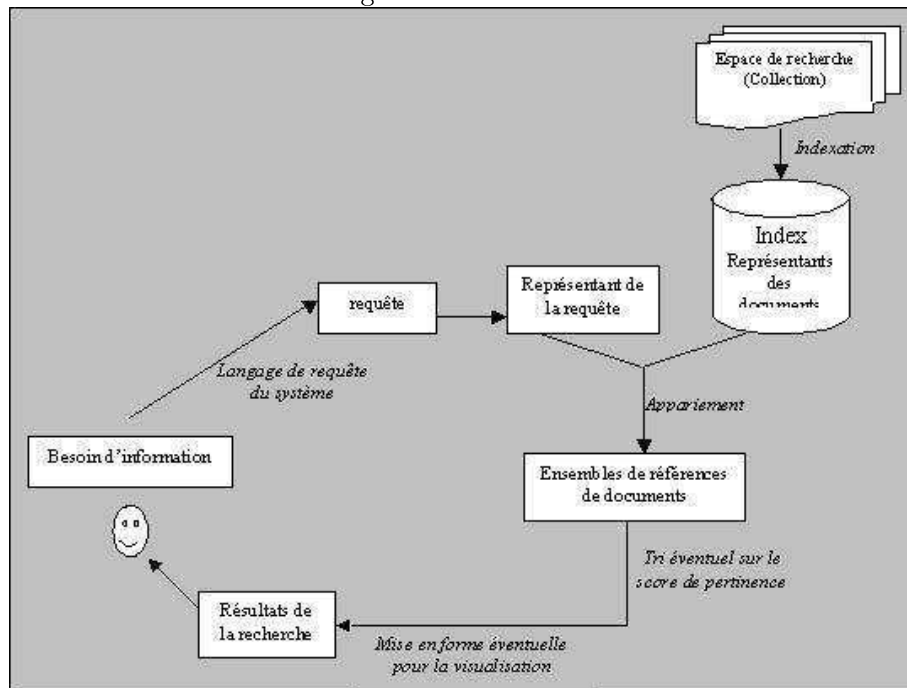 Espace de recherche
(Collection)
Indexation
Index
Représentants
des
documents
requête
Représentant de
la requête
Langage de requête
du système
Appariement
Besoin d'information
Ensembles de références
de documents
Tri éventuel sur le
score de pertinence
Résultats de
la recherche
Mise en forme éventuelle
pour la visualisation